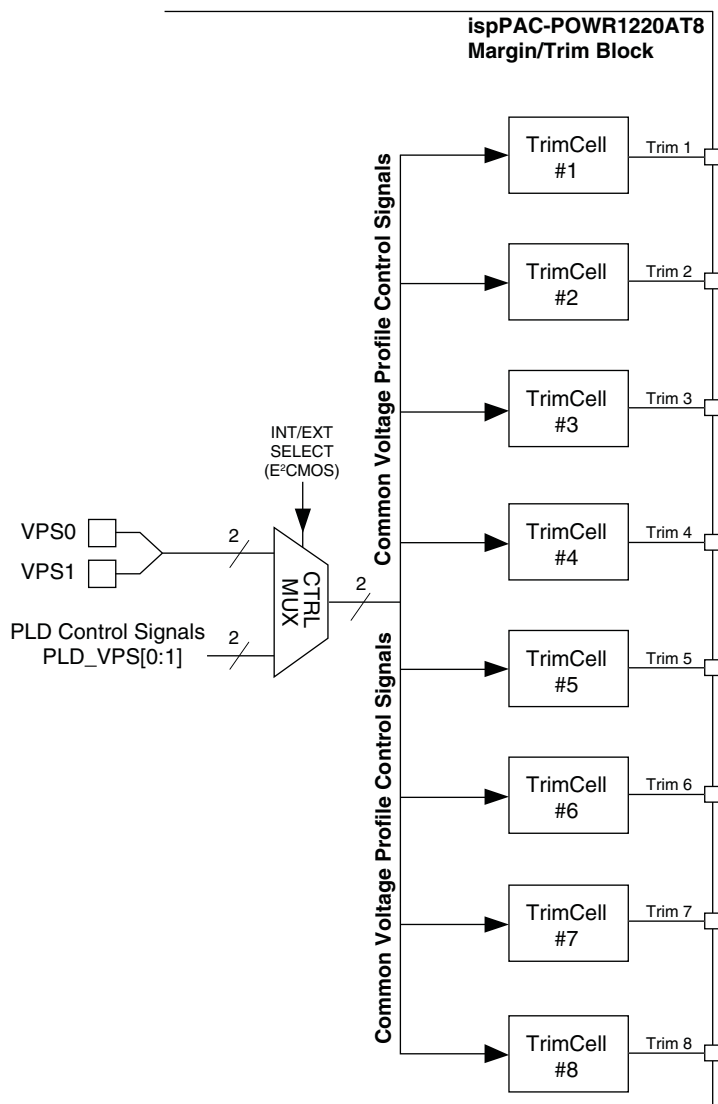 ispPAC-POWR1220AT8
Margin/Trim Block
Common Voltage Profile Control Signals
Common Voltage Profile Control Signals
TrimCell
#1
Trim 1
TrimCell
#2
Trim 2
TrimCell
#3
Trim 3
TrimCell
#4
Trim 4
TrimCell
#5
Trim 5
TrimCell
#6
Trim 6
TrimCell
#7
Trim 7
TrimCell
#8
Trim 8
INT/EXT
SELECT
(E²CMOS)
VPS0
VPS1
2
CTRL
MUX
2
PLD Control Signals
PLD_VPS[0:1]
2